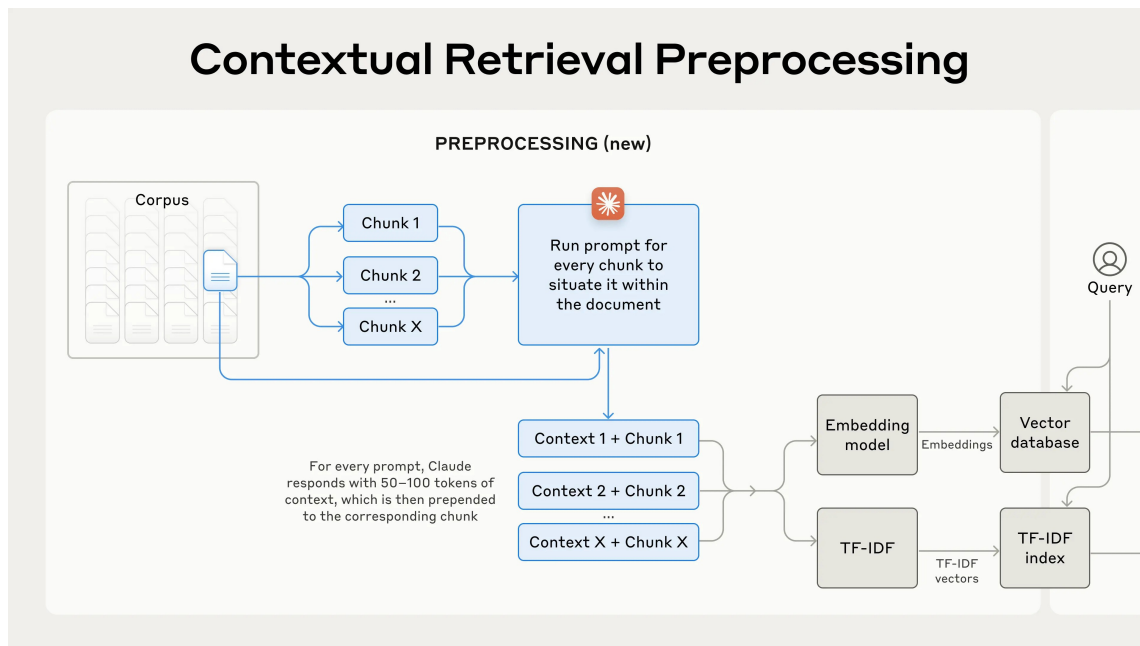 Contextual Retrieval Preprocessing
PREPROCESSING (new)
Corpus
Chunk 1
Chunk 2
...
Chunk X
Run prompt for
every chunk to
situate it within
the document
Query
Context 1 + Chunk 1
Context 2 + Chunk 2
...
Context X + Chunk X
For every prompt, Claude
responds with 50–100 tokens of
context, which is then prepended
to the corresponding chunk
Embedding
model
Embeddings
Vector
database
TF-IDF
TF-IDF
vectors
TF-IDF
index